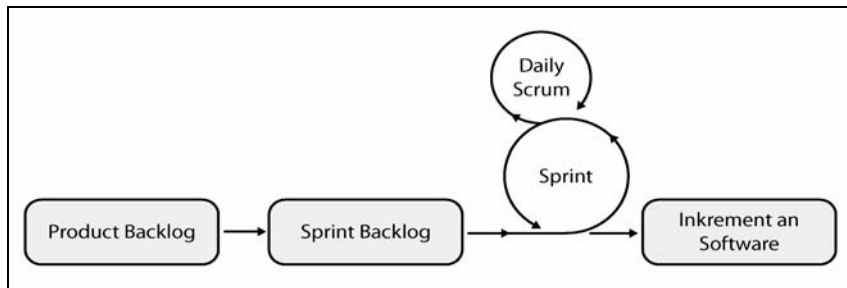 Daily
Scrum
Sprint
Product Backlog
Sprint Backlog
Inkrement an
Software